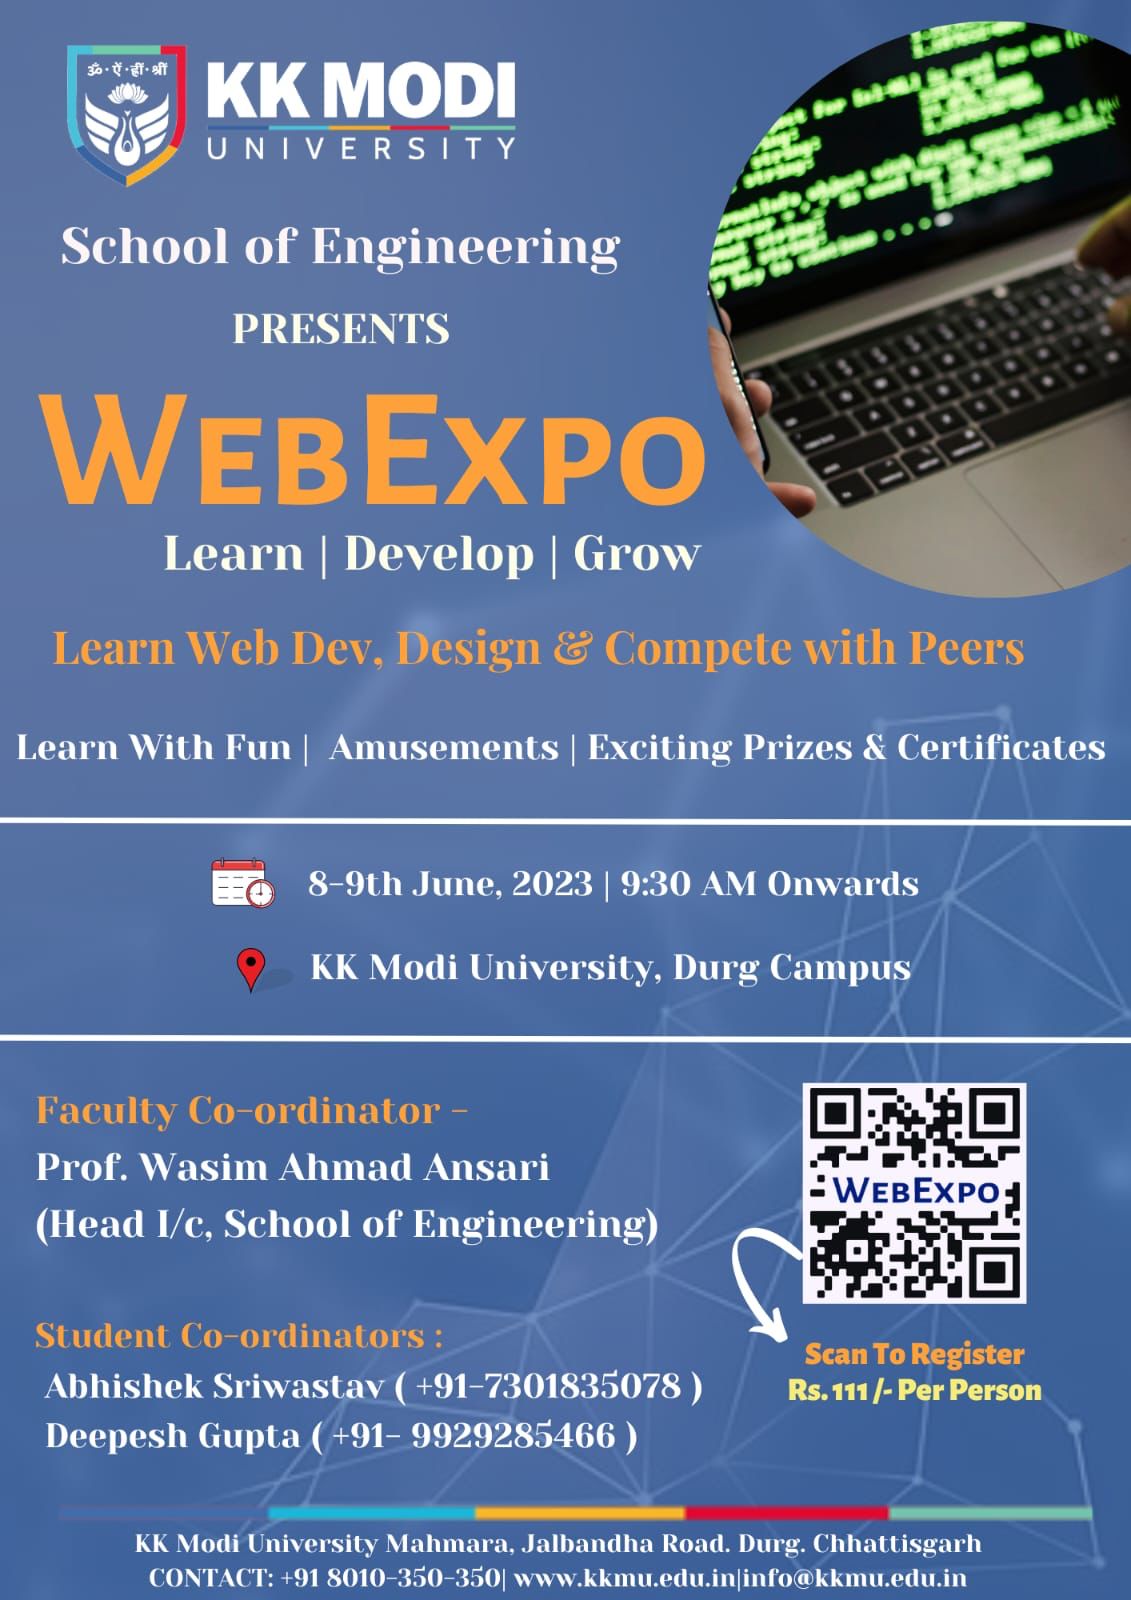 ॐ·ऐं·ह्रीं·श्रीं
KK MODI
UNIVERSITY
School of Engineering
PRESENTS
WEBEXPO
Learn | Develop | Grow
Learn Web Dev, Design & Compete with Peers
Learn With Fun | Amusements | Exciting Prizes & Certificates
8-9th June, 2023 | 9:30 AM Onwards
KK Modi University, Durg Campus
Faculty Co-ordinator -
Prof. Wasim Ahmad Ansari
(Head I/c, School of Engineering)
WEBEXPO
Scan To Register
Rs. 111 /- Per Person
Student Co-ordinators :
Abhishek Sriwastav ( +91-7301835078 )
Deepesh Gupta ( +91- 9929285466 )
KK Modi University Mahmara, Jalbandha Road. Durg. Chhattisgarh
CONTACT: +91 8010-350-350| www.kkmu.edu.in|info@kkmu.edu.in